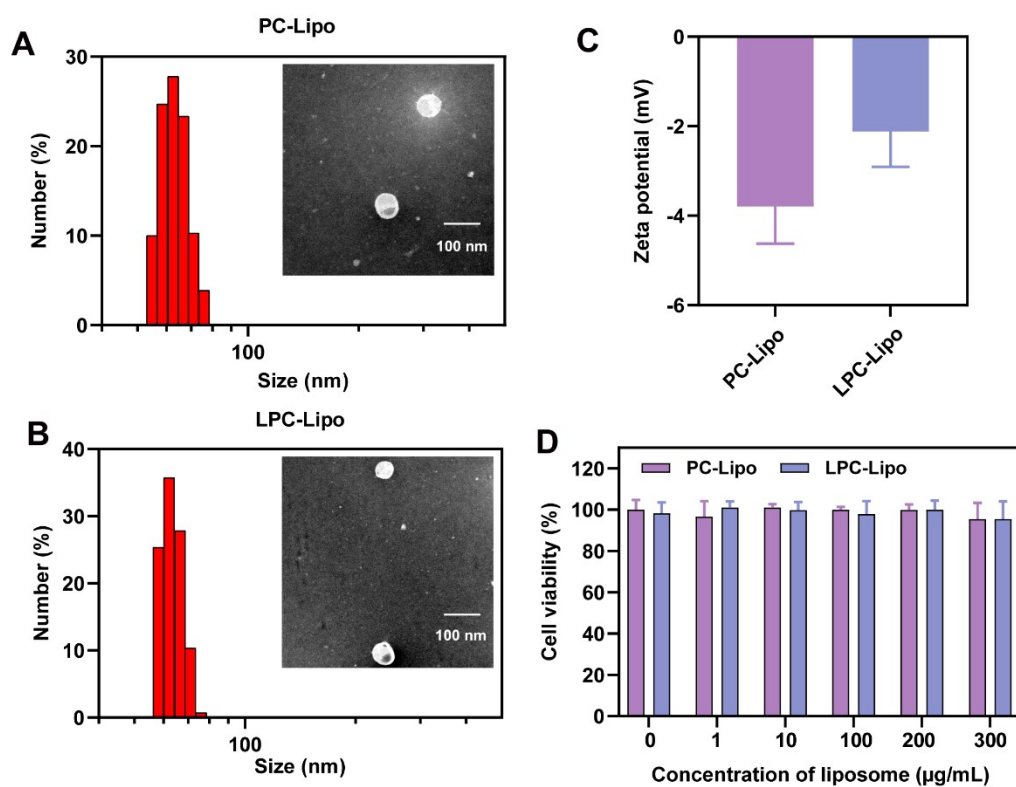 A
PC-Lipo
30
20
10
0
Number (%)
100 nm
100
Size (nm)
B
LPC-Lipo
40
30
20
10
0
Number (%)
100 nm
100
Size (nm)
C
0
-2
-4
-6
Zeta potential (mV)
PC-Lipo
LPC-Lipo
D
PC-Lipo
LPC-Lipo
120
100
80
60
40
20
0
Cell viability (%)
0 1 10 100 200 300
Concentration of liposome (µg/mL)